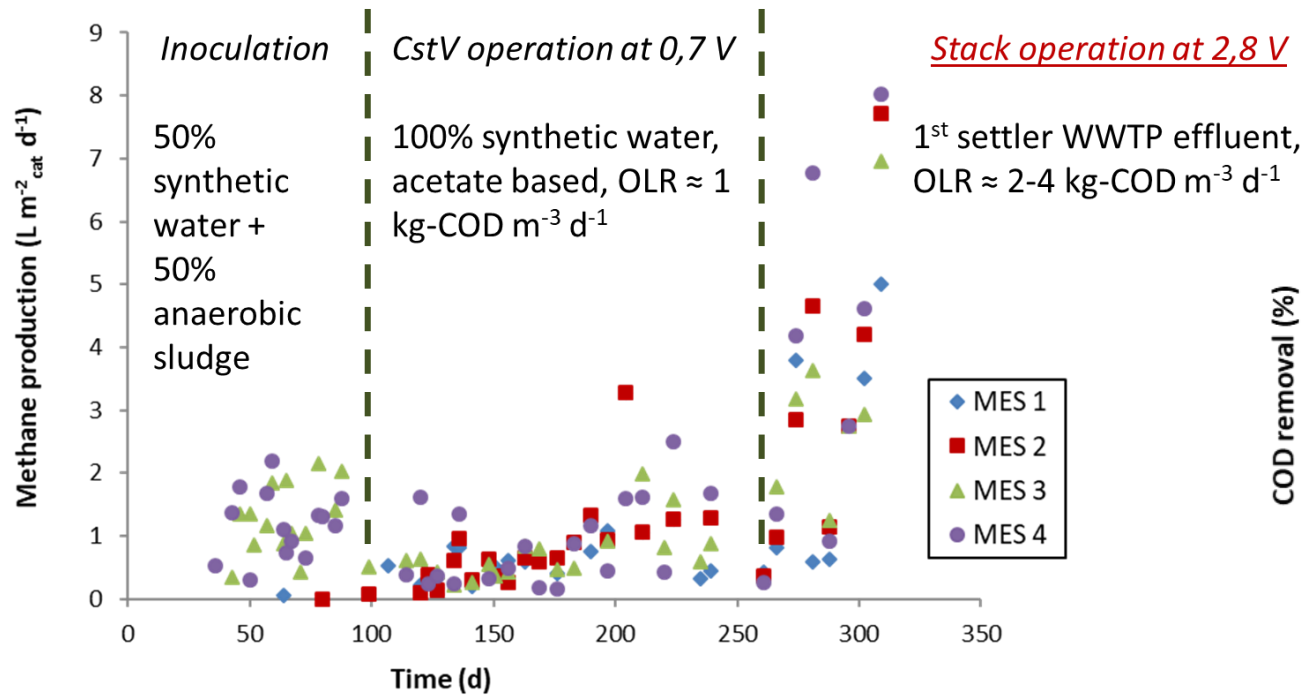 Inoculation
50%
synthetic
water +
50%
anaerobic
sludge
CstV operation at 0,7 V
100% synthetic water,
acetate based, OLR ≈ 1
kg-COD m⁻³ d⁻¹
Stack operation at 2,8 V
1ˢᵗ settler WWTP effluent,
OLR ≈ 2-4 kg-COD m⁻³ d⁻¹
Methane production (L m⁻²cat d⁻¹)
9
8
7
6
5
4
3
2
1
0
0
50
100
150
200
250
300
350
Time (d)
MES 1
MES 2
MES 3
MES 4
COD removal (%)